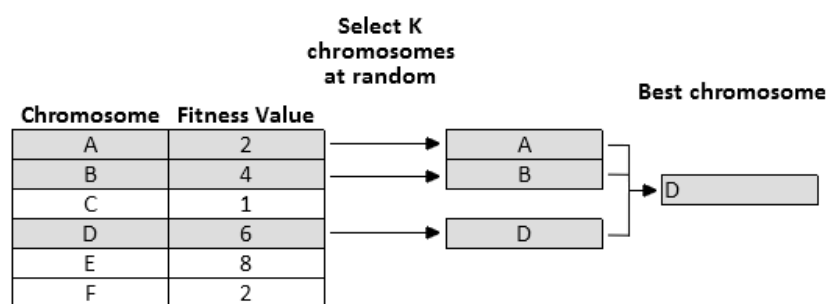 Select K
chromosomes
at random
Best chromosome
Chromosome Fitness Value
A 2 A
B 4 B
D
C 1
D 6 D
E 8
F 2